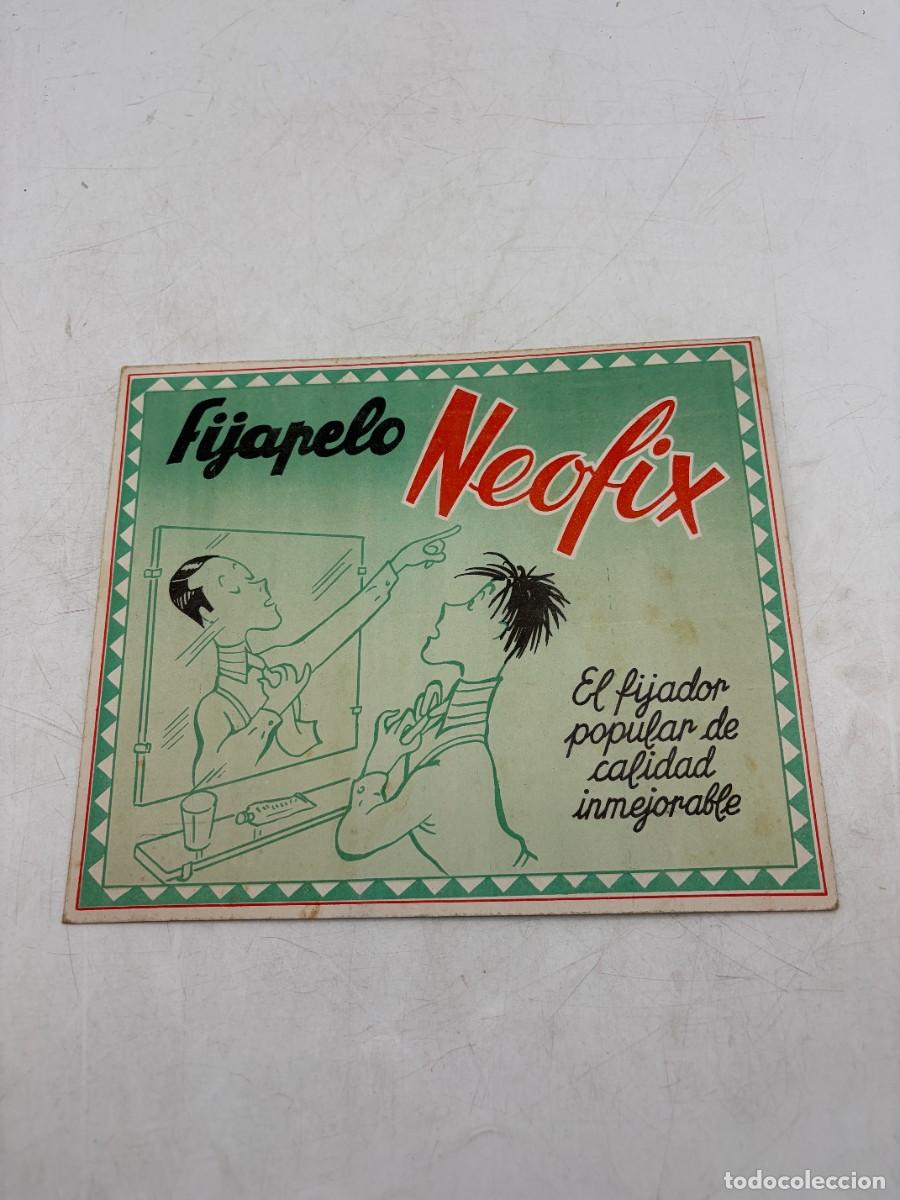 Fijapelo Neofix
El fijador
popular de
calidad
inmejorable
todocoleccion